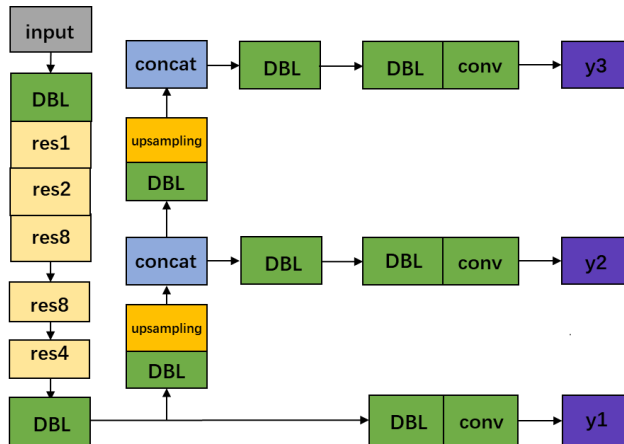 input
DBL
res1
res2
res8
res8
res4
DBL
concat
upsampling
DBL
concat
upsampling
DBL
DBL
DBL conv
y3
DBL
DBL conv
y2
DBL conv
y1